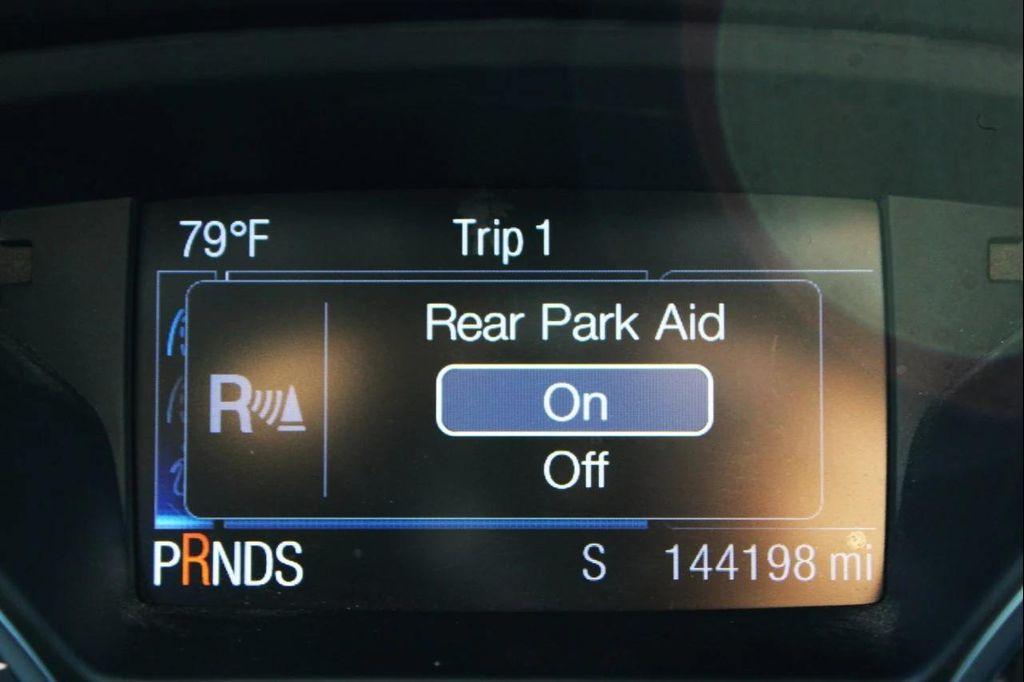 79°F Trip 1
Rear Park Aid
R
On
Off
PRNDS S 144198 mi